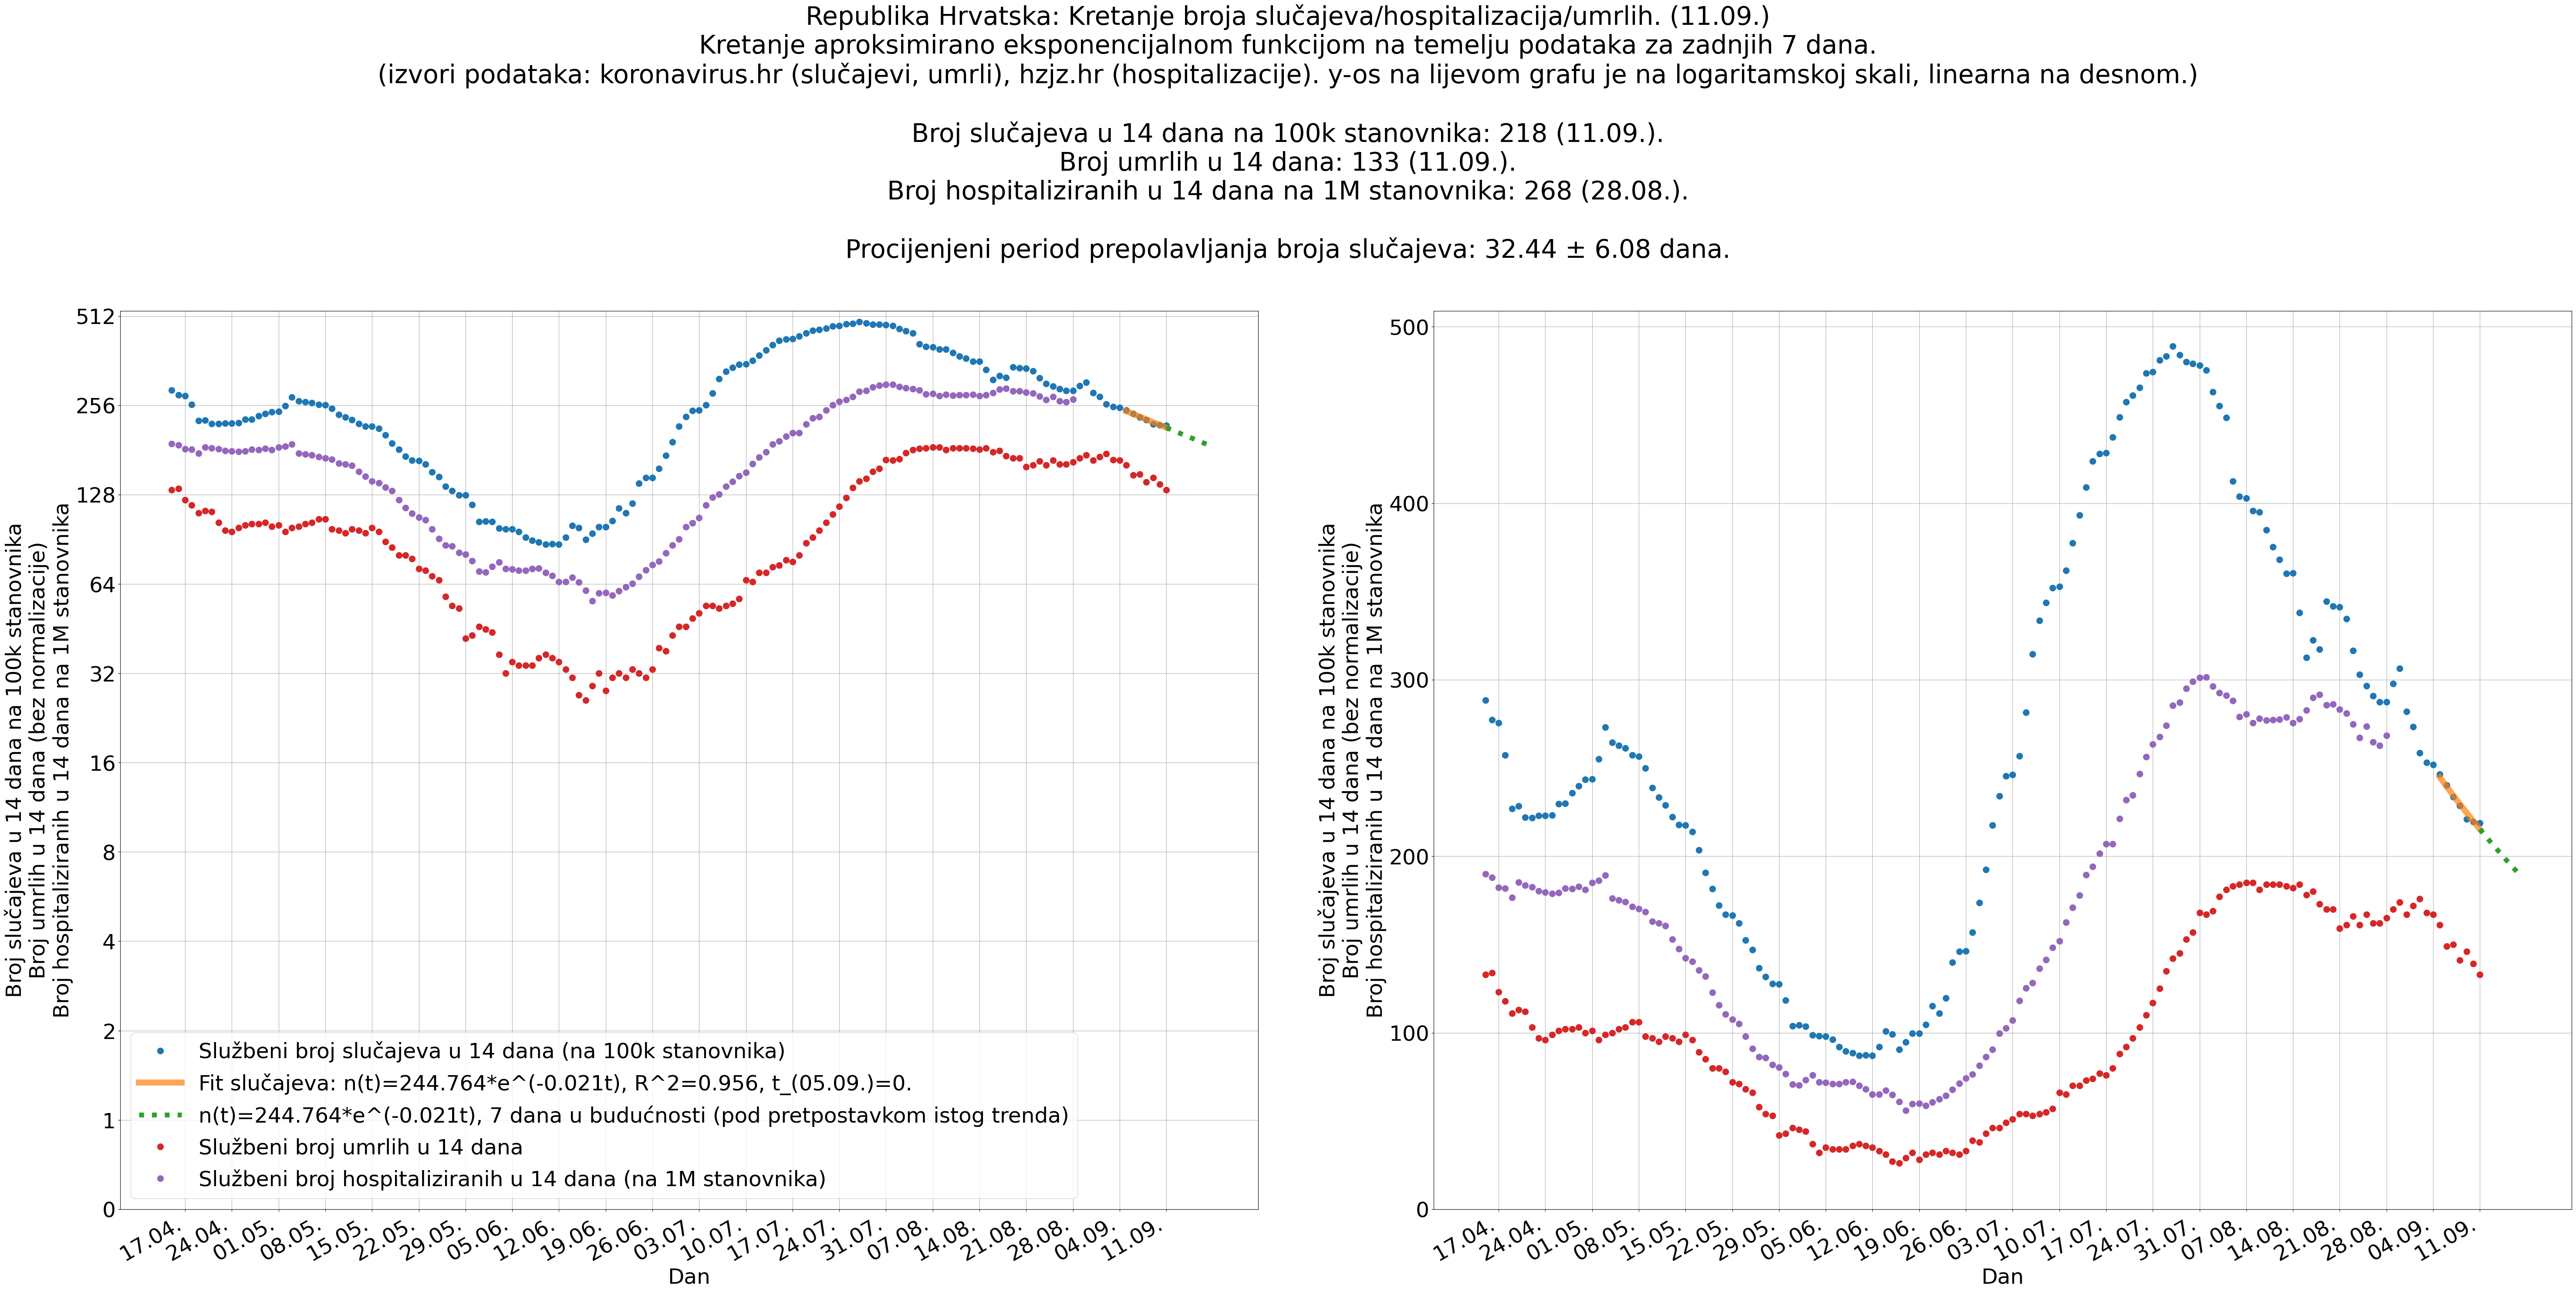 Republika Hrvatska: Kretanje broja slučajeva/hospitalizacija/umrlih. (11.09.)
Kretanje aproksimirano eksponencijalnom funkcijom na temelju podataka za zadnjih 7 dana.
(izvori podataka: koronavirus.hr (slučajevi, umrli), hzjz.hr (hospitalizacije). y-os na lijevom grafu je na logaritamskoj skali, linearna na desnom.)
Broj slučajeva u 14 dana na 100k stanovnika: 218 (11.09.).
Broj umrlih u 14 dana: 133 (11.09.).
Broj hospitaliziranih u 14 dana na 1M stanovnika: 268 (28.08.).
Procijenjeni period prepolavljanja broja slučajeva: 32.44 ± 6.08 dana.
Broj slučajeva u 14 dana na 100k stanovnika
Broj umrlih u 14 dana (bez normalizacije)
Broj hospitaliziranih u 14 dana na 1M stanovnika
512
256
128
64
32
16
8
4
2
1
0
Službeni broj slučajeva u 14 dana (na 100k stanovnika)
Fit slučajeva: n(t)=244.764*e^(-0.021t), R^2=0.956, t_(05.09.)=0.
n(t)=244.764*e^(-0.021t), 7 dana u budućnosti (pod pretpostavkom istog trenda)
Službeni broj umrlih u 14 dana
Službeni broj hospitaliziranih u 14 dana (na 1M stanovnika)
17.04. 24.04. 01.05. 08.05. 15.05. 22.05. 29.05. 05.06. 12.06. 19.06. 26.06. 03.07. 10.07. 17.07. 24.07. 31.07. 07.08. 14.08. 21.08. 28.08. 04.09. 11.09.
Dan
Broj slučajeva u 14 dana na 100k stanovnika
Broj umrlih u 14 dana (bez normalizacije)
Broj hospitaliziranih u 14 dana na 1M stanovnika
500
400
300
200
100
0
17.04. 24.04. 01.05. 08.05. 15.05. 22.05. 29.05. 05.06. 12.06. 19.06. 26.06. 03.07. 10.07. 17.07. 24.07. 31.07. 07.08. 14.08. 21.08. 28.08. 04.09. 11.09.
Dan